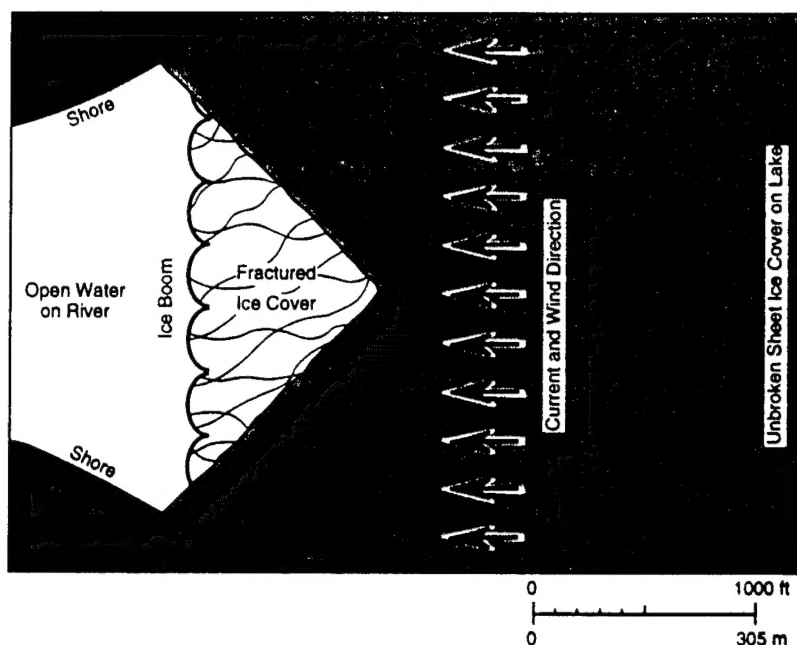 Shore
Open Water
on River
Ice Boom
Fractured
Ice Cover
Shore
Current and Wind Direction
Unbroken Sheet Ice Cover on Lake
0 1000 ft
0 305 m